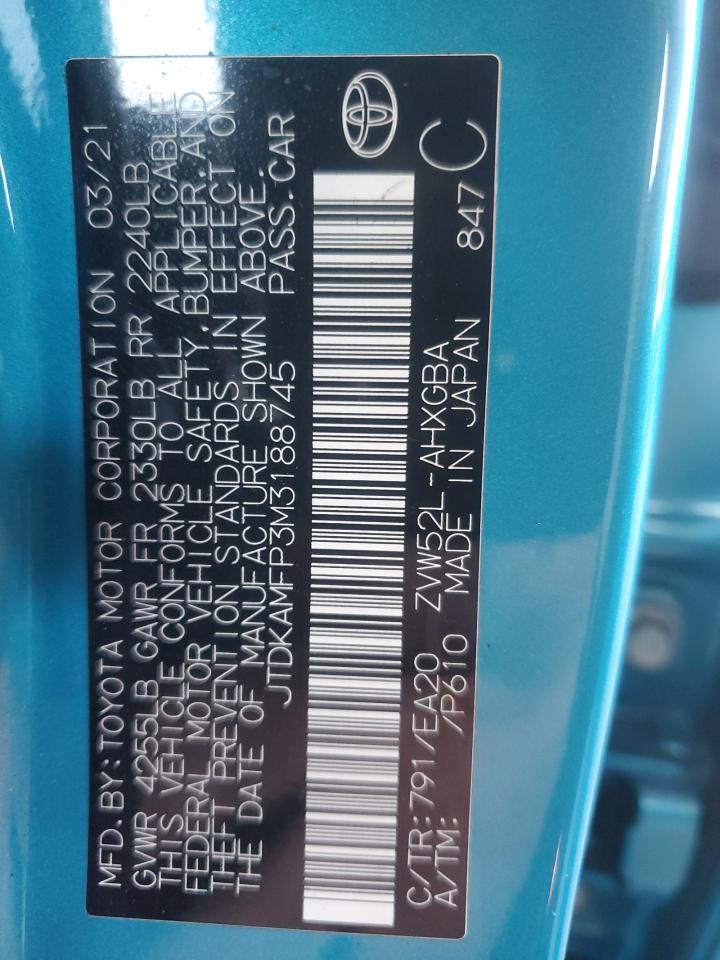 MFD. BY: TOYOTA MOTOR CORPORATION 03/21
GVWR 4255LB GAWR FR 2330LB RR 2240LB
THIS VEHICLE CONFORMS TO ALL APPLICABLE
FEDERAL MOTOR VEHICLE SAFETY, BUMPER, AND
THEFT PREVENTION STANDARDS IN EFFECT ON
THE DATE OF MANUFACTURE SHOWN ABOVE.
JTDKAMFP3M3188745 PASS. CAR
C/TR: 791/EA20 ZVW52L-AHXGBA 847 C
A/TM: /P610 MADE IN JAPAN